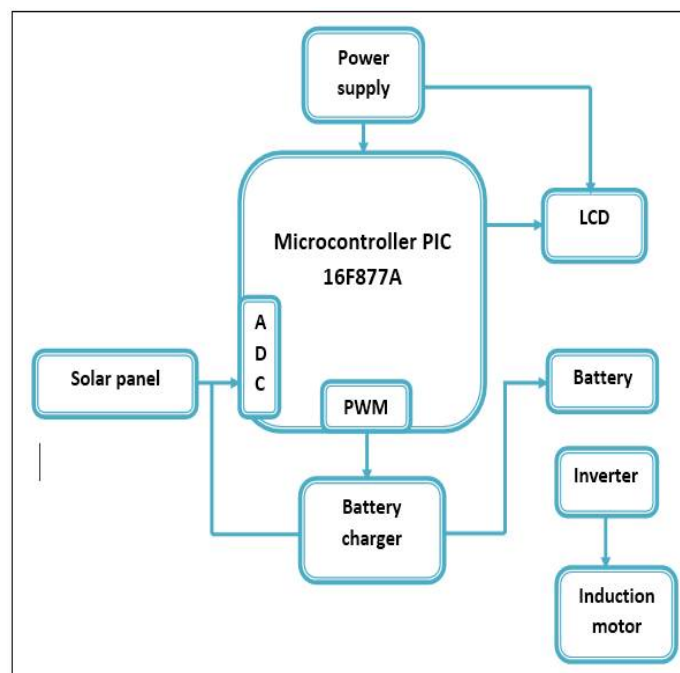 Power
supply
LCD
Microcontroller PIC
16F877A
A
D
C
Solar panel
PWM
Battery
Battery
charger
Inverter
Induction
motor